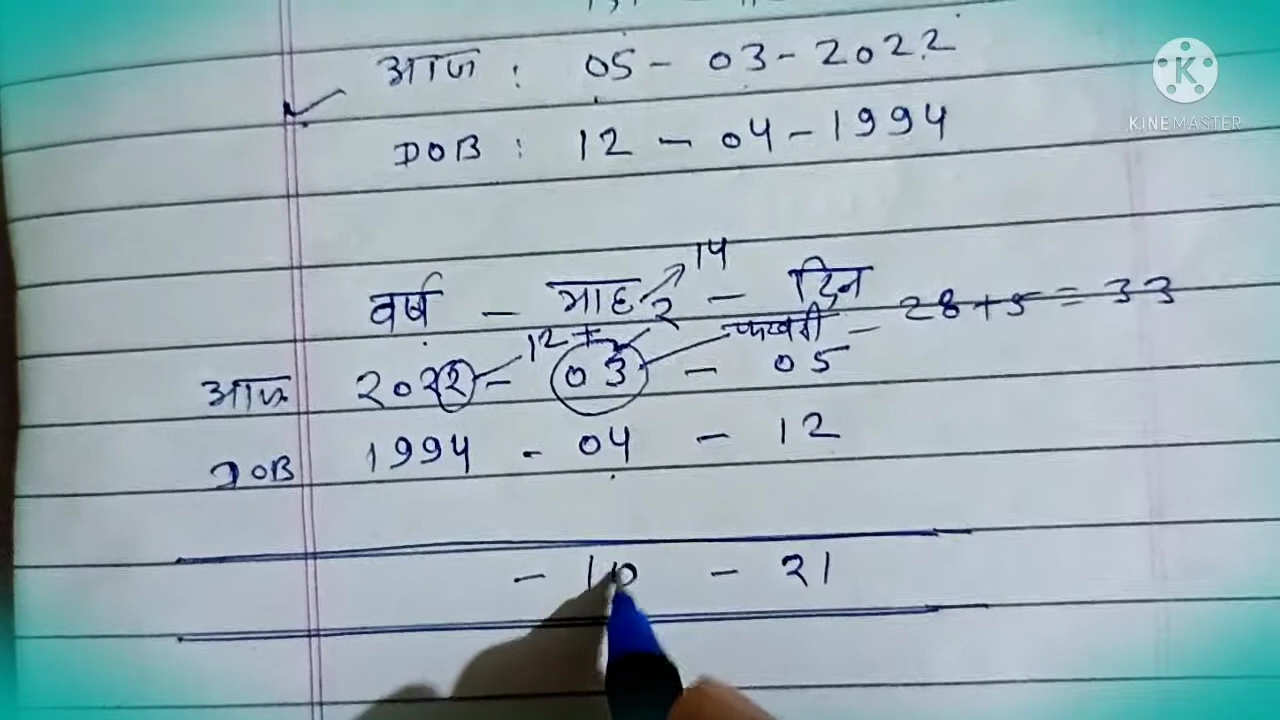 आज : 05 - 03 - 2022
DOB : 12 - 04 - 1994
KINEMASTER
14
वर्ष - माह - दिन
12 + 2 फरवरी - 28 + 5 = 33
आज 2022 - 03 - 05
DOB 1994 - 04 - 12
- 10 - 21